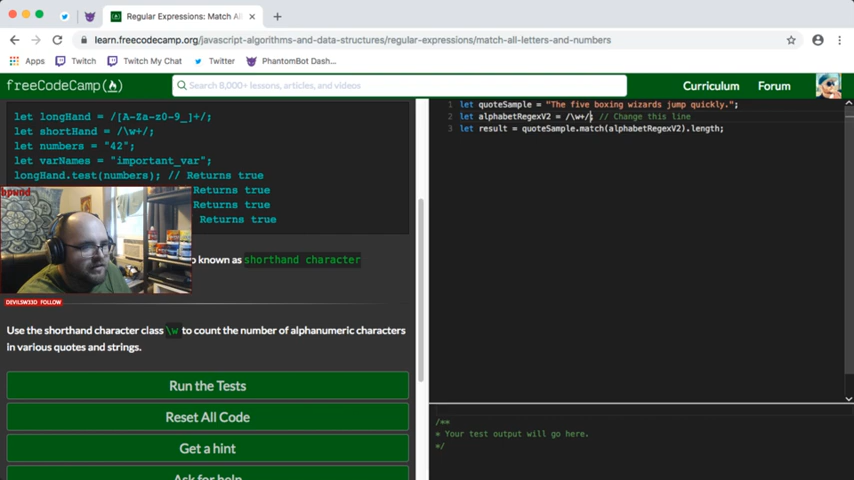 Regular Expressions: Match Al
learn.freecodecamp.org/javascript-algorithms-and-data-structures/regular-expressions/match-all-letters-and-numbers
Apps Twitch Twitch My Chat Twitter PhantomBot Dash...
freeCodeCamp
Search 8,000+ lessons, articles, and videos
Curriculum Forum
let longHand = /[A-Za-z0-9_]+/;
let shortHand = /\w+/;
let numbers = "42";
let varNames = "important_var";
longHand.test(numbers); // Returns true
Returns true
Returns true
Returns true
known as shorthand character
DEVILSW33D FOLLOW
Use the shorthand character class \w to count the number of alphanumeric characters
in various quotes and strings.
Run the Tests
Reset All Code
Get a hint
Ask for help
1 let quoteSample = "The five boxing wizards jump quickly.";
2 let alphabetRegexV2 = /\w+/; // Change this line
3 let result = quoteSample.match(alphabetRegexV2).length;
/**
* Your test output will go here.
*/